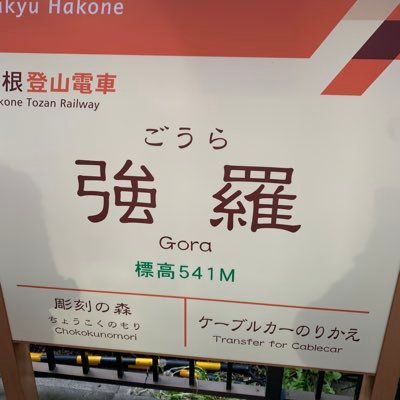 kyu Hakone
根登山電車
kone Tozan Railway
ごうら
強羅
Gora
標高541M
彫刻の森
ちょうこくのもり
Chokokunomori
ケーブルカーのりかえ
Transfer for Cablecar